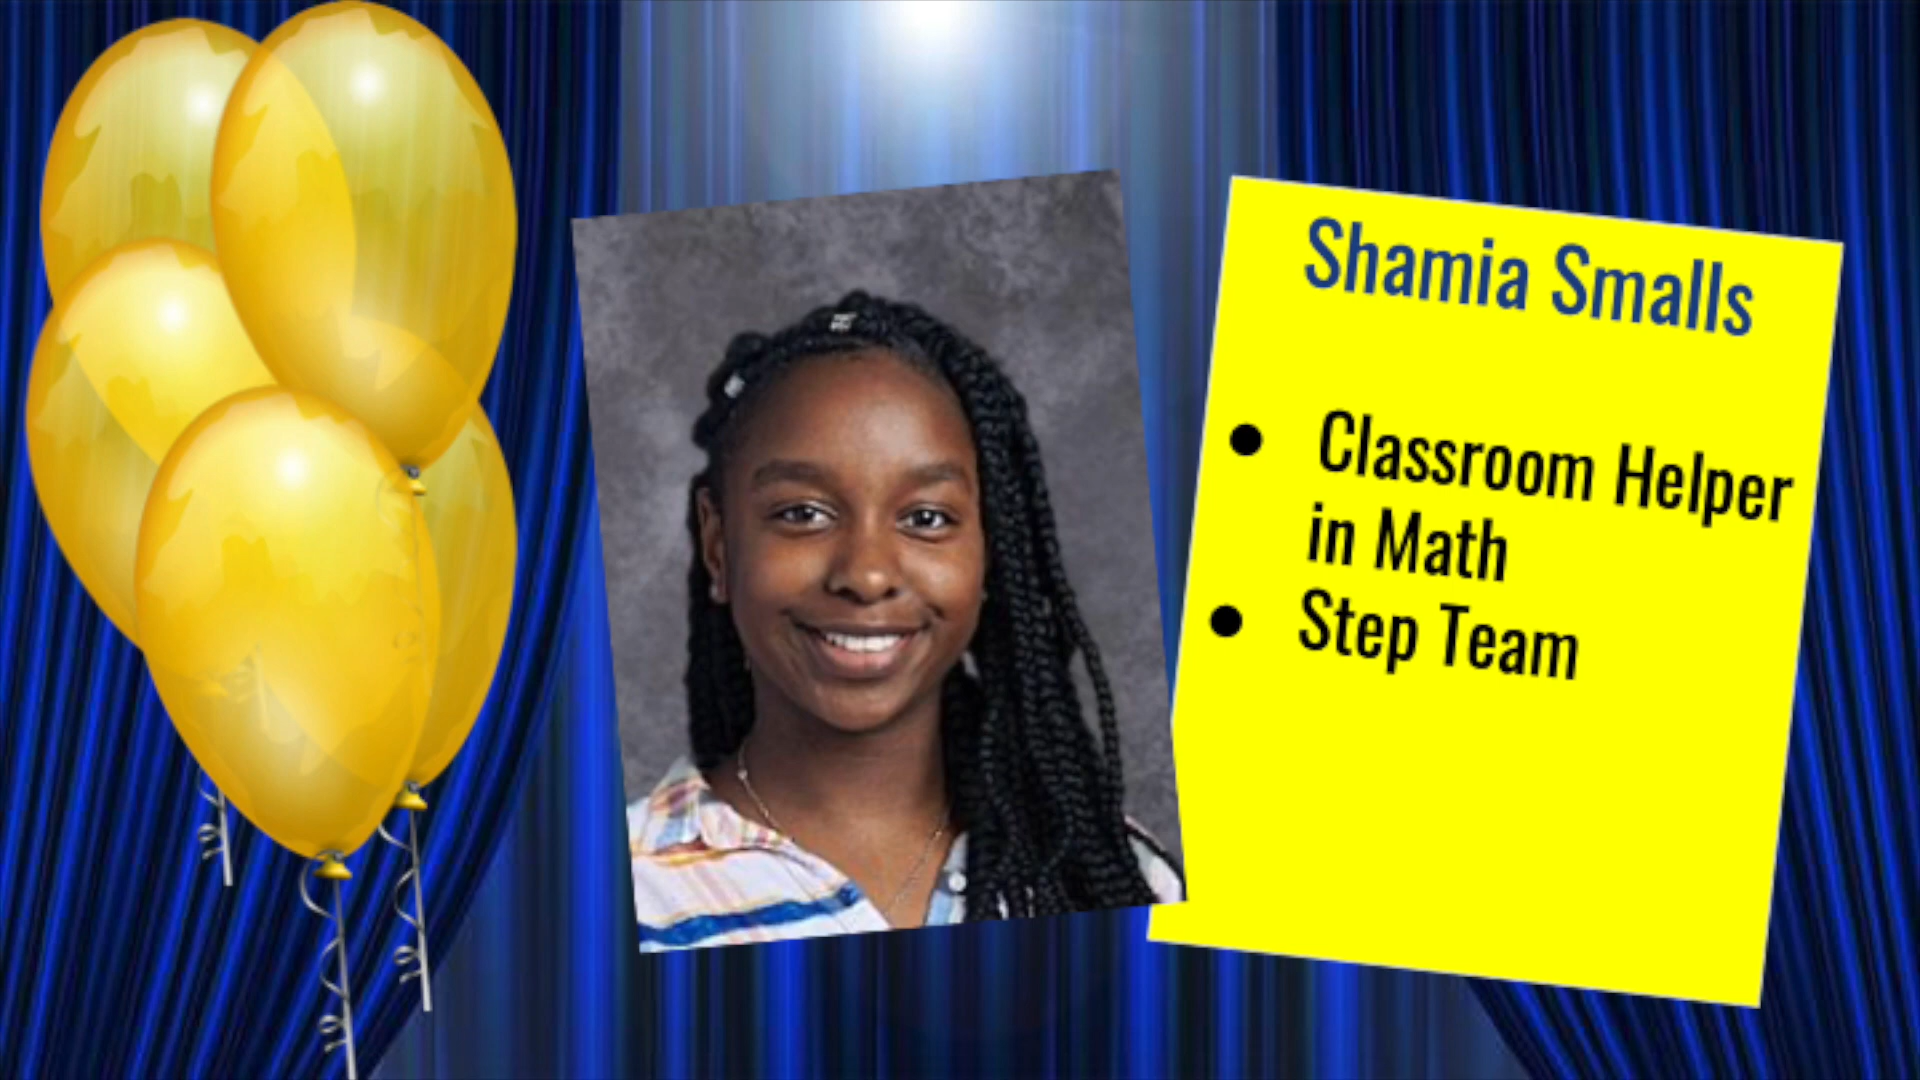 Shamia Smalls
● Classroom Helper
in Math
● Step Team